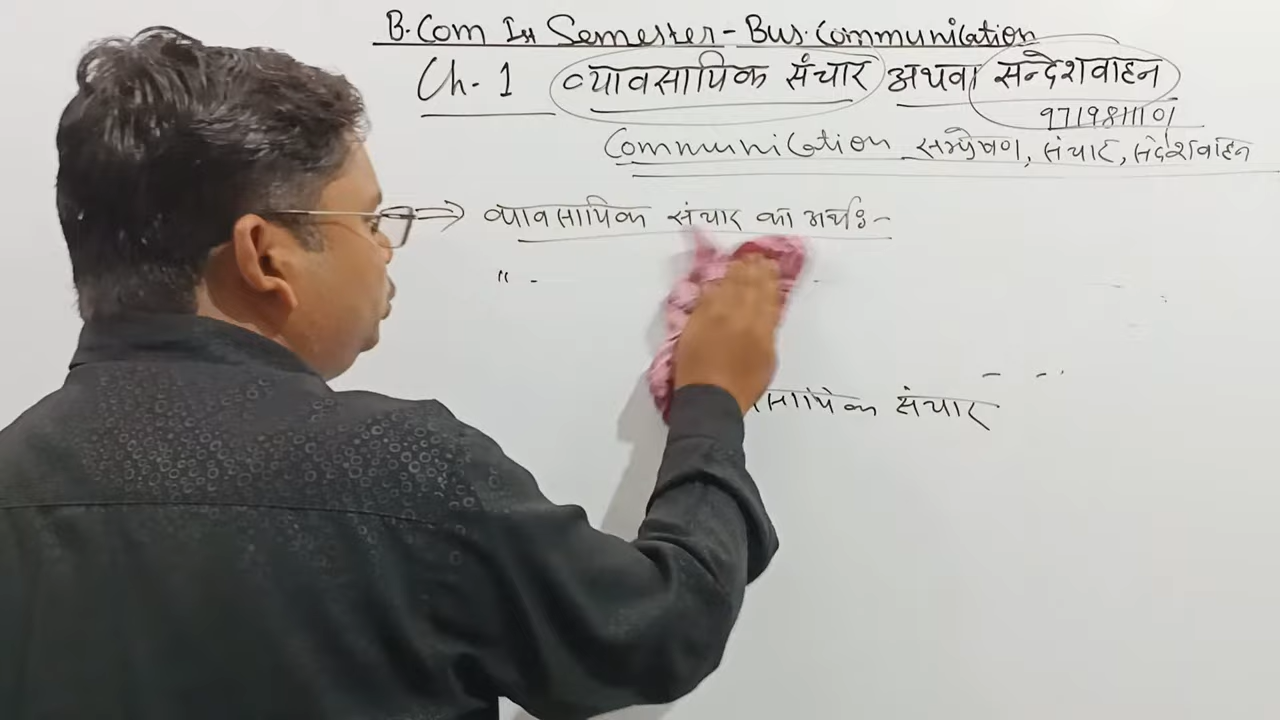 B.Com Ist Semester - Bus. Communication
Ch. 1 व्यावसायिक संचार अथवा सन्देशवाहन
9719811101
Communication सम्प्रेषण, संचार, संदेशवाहन
⇒ व्यावसायिक संचार का अर्थ :-
संचार